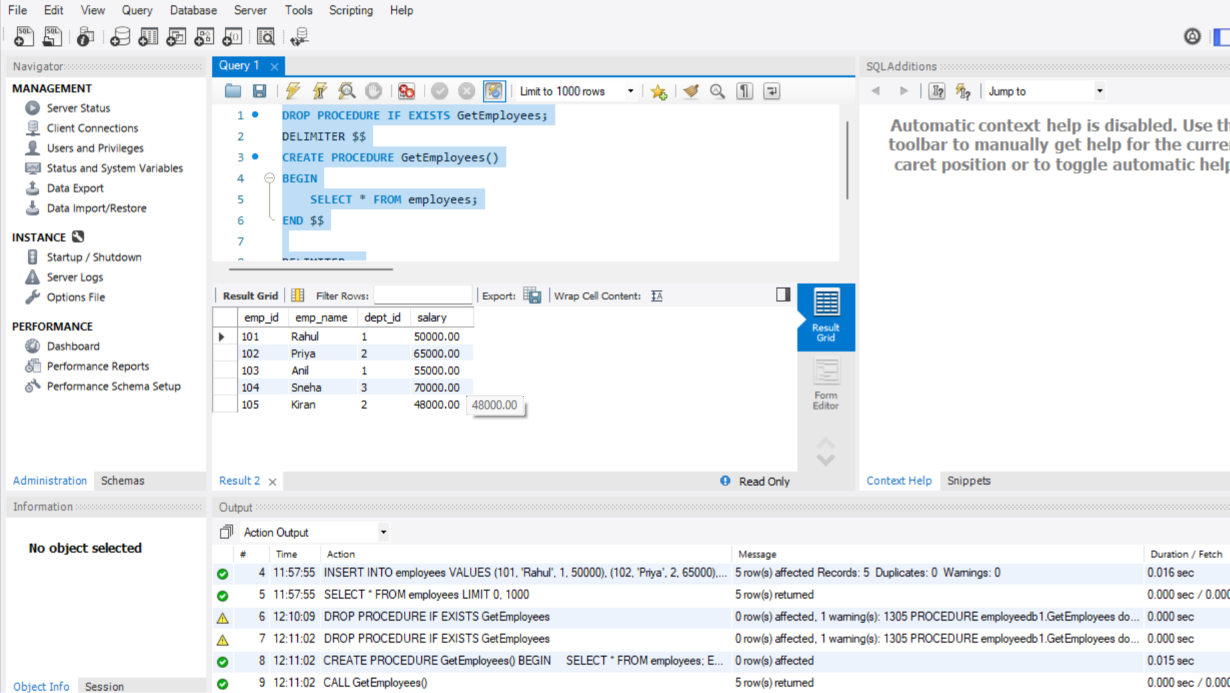 File Edit View Query Database Server Tools Scripting Help
Navigator
MANAGEMENT
Server Status
Client Connections
Users and Privileges
Status and System Variables
Data Export
Data Import/Restore
INSTANCE
Startup / Shutdown
Server Logs
Options File
PERFORMANCE
Dashboard
Performance Reports
Performance Schema Setup
Administration Schemas
Information
No object selected
Object Info Session
Query 1
Limit to 1000 rows
1 DROP PROCEDURE IF EXISTS GetEmployees;
2 DELIMITER $$
3 CREATE PROCEDURE GetEmployees()
4 BEGIN
5 SELECT * FROM employees;
6 END $$
7
Result Grid Filter Rows: Export: Wrap Cell Content:
emp_id emp_name dept_id salary
101 Rahul 1 50000.00
102 Priya 2 65000.00
103 Anil 1 55000.00
104 Sneha 3 70000.00
105 Kiran 2 48000.00 48000.00
Result Grid
Form Editor
Result 2 Read Only
SQLAdditions
Jump to
Automatic context help is disabled. Use
toolbar to manually get help for the
caret position or to toggle automatic
Context Help Snippets
Output
Action Output
# Time Action Message Duration / Fetch
4 11:57:55 INSERT INTO employees VALUES (101, 'Rahul', 1, 50000), (102, 'Priya', 2, 65000),... 5 row(s) affected Records: 5 Duplicates: 0 Warnings: 0 0.016 sec
5 11:57:55 SELECT * FROM employees LIMIT 0, 1000 5 row(s) returned 0.000 sec /
6 12:10:09 DROP PROCEDURE IF EXISTS GetEmployees 0 row(s) affected, 1 warning(s): 1305 PROCEDURE employeedb1.GetEmployees do... 0.000 sec
7 12:11:02 DROP PROCEDURE IF EXISTS GetEmployees 0 row(s) affected, 1 warning(s): 1305 PROCEDURE employeedb1.GetEmployees do... 0.000 sec
8 12:11:02 CREATE PROCEDURE GetEmployees() BEGIN SELECT * FROM employees; E... 0 row(s) affected 0.015 sec
9 12:11:02 CALL GetEmployees() 5 row(s) returned 0.000 sec /